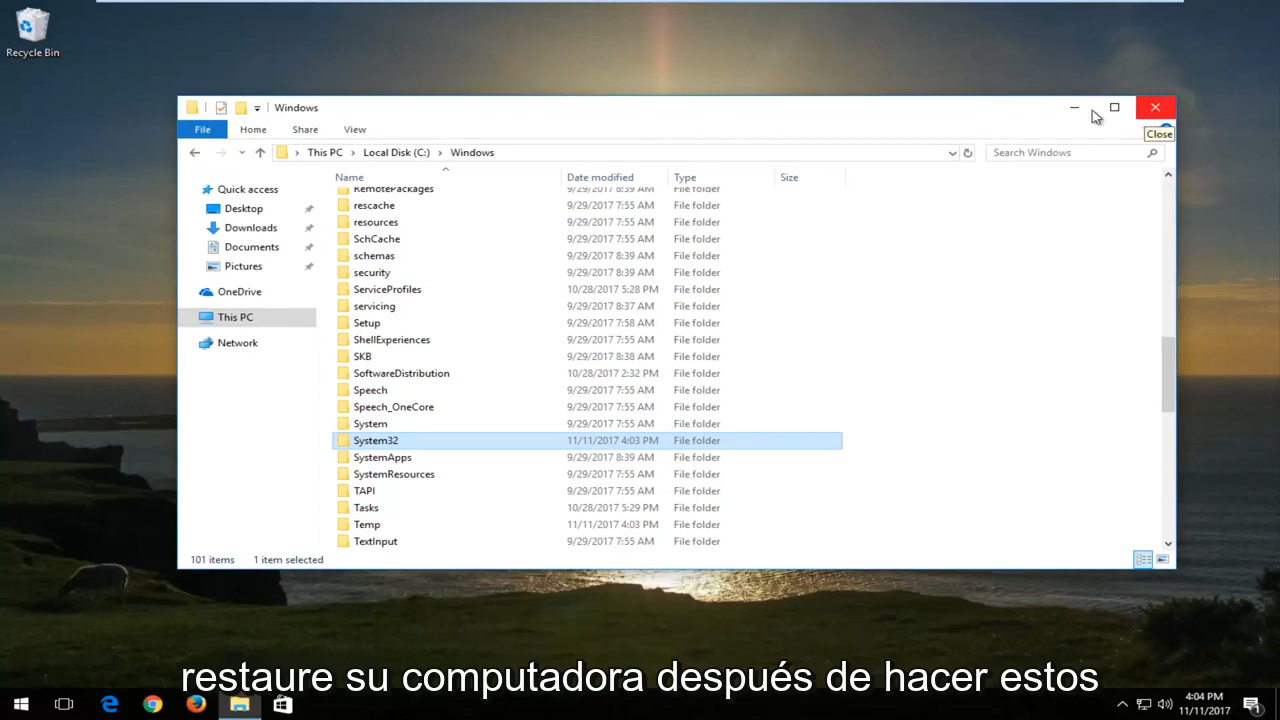 Recycle Bin
Windows
File Home Share View
Close
This PC Local Disk (C:) Windows Search Windows
Name Date modified Type Size
Quick access
Desktop
Downloads
Documents
Pictures
OneDrive
This PC
Network
RemotePackages 9/29/2017 8:39 AM File folder
rescache 9/29/2017 7:55 AM File folder
resources 9/29/2017 7:55 AM File folder
SchCache 9/29/2017 7:55 AM File folder
schemas 9/29/2017 8:39 AM File folder
security 9/29/2017 8:39 AM File folder
ServiceProfiles 10/28/2017 5:28 PM File folder
servicing 9/29/2017 8:37 AM File folder
Setup 9/29/2017 7:58 AM File folder
ShellExperiences 9/29/2017 7:55 AM File folder
SKB 9/29/2017 8:38 AM File folder
SoftwareDistribution 10/28/2017 2:32 PM File folder
Speech 9/29/2017 7:55 AM File folder
Speech_OneCore 9/29/2017 7:55 AM File folder
System 9/29/2017 7:55 AM File folder
System32 11/11/2017 4:03 PM File folder
SystemApps 9/29/2017 8:39 AM File folder
SystemResources 9/29/2017 7:55 AM File folder
TAPI 9/29/2017 7:55 AM File folder
Tasks 10/28/2017 5:29 PM File folder
Temp 11/11/2017 4:03 PM File folder
TextInput 9/29/2017 7:55 AM File folder
101 items 1 item selected
restaure su computadora después de hacer estos
4:04 PM
11/11/2017
1